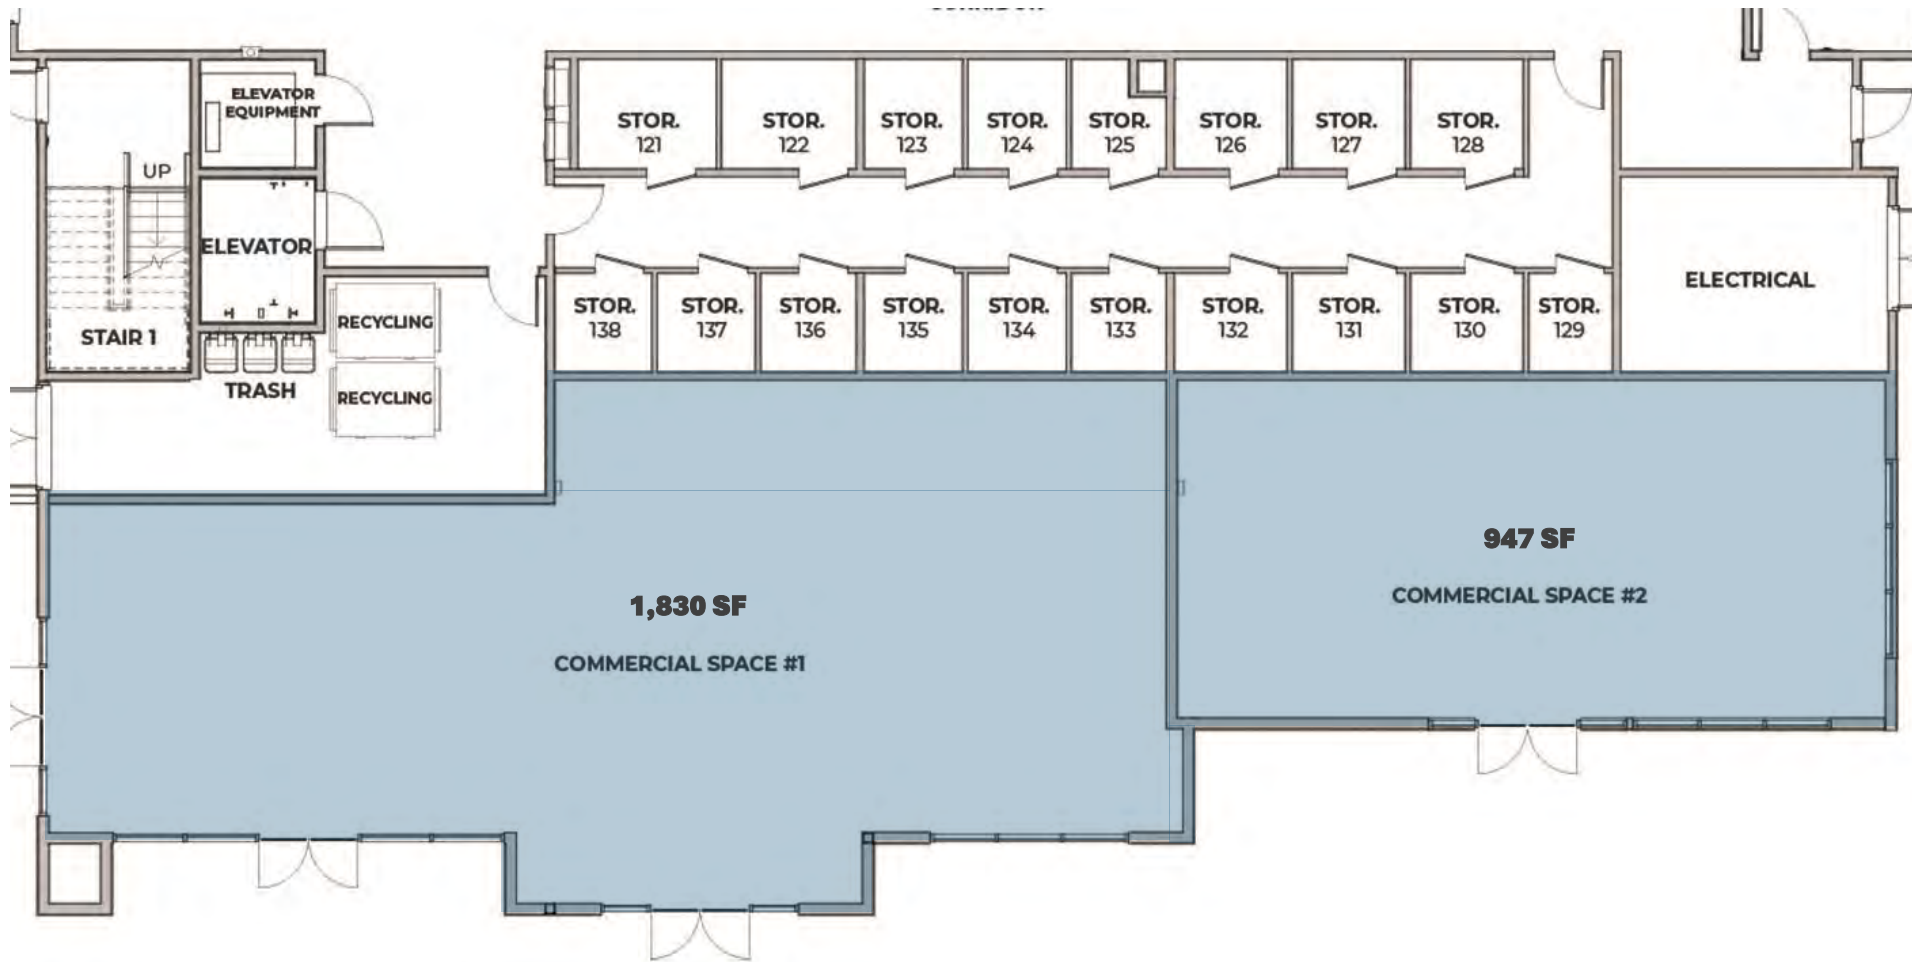 ELEVATOR
EQUIPMENT
STOR.
121
STOR.
122
STOR.
123
STOR.
124
STOR.
125
STOR.
126
STOR.
127
STOR.
128
UP
ELEVATOR
ELECTRICAL
STOR.
138
STOR.
137
STOR.
136
STOR.
135
STOR.
134
STOR.
133
STOR.
132
STOR.
131
STOR.
130
STOR.
129
STAIR 1
RECYCLING
TRASH
RECYCLING
947 SF
COMMERCIAL SPACE #2
1,830 SF
COMMERCIAL SPACE #1